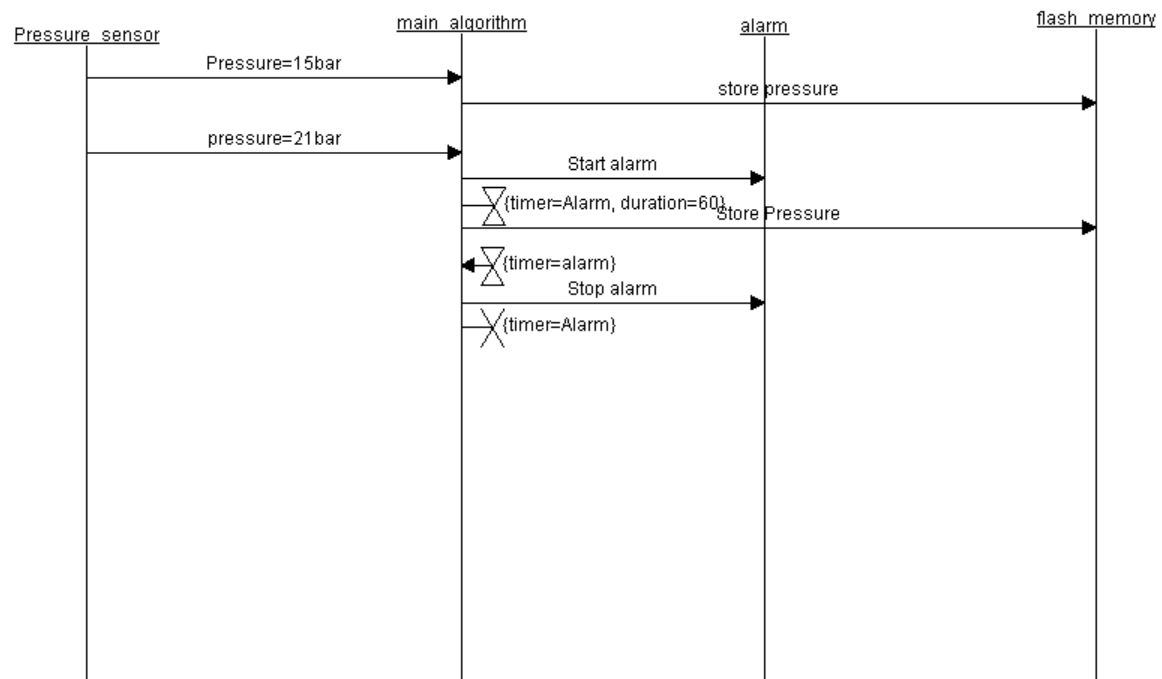 Pressure_sensor
main_algorithm
alarm
flash_memory
Pressure=15bar
store pressure
pressure=21bar
Start alarm
{timer=Alarm, duration=60}
Store Pressure
{timer=alarm}
Stop alarm
{timer=Alarm}